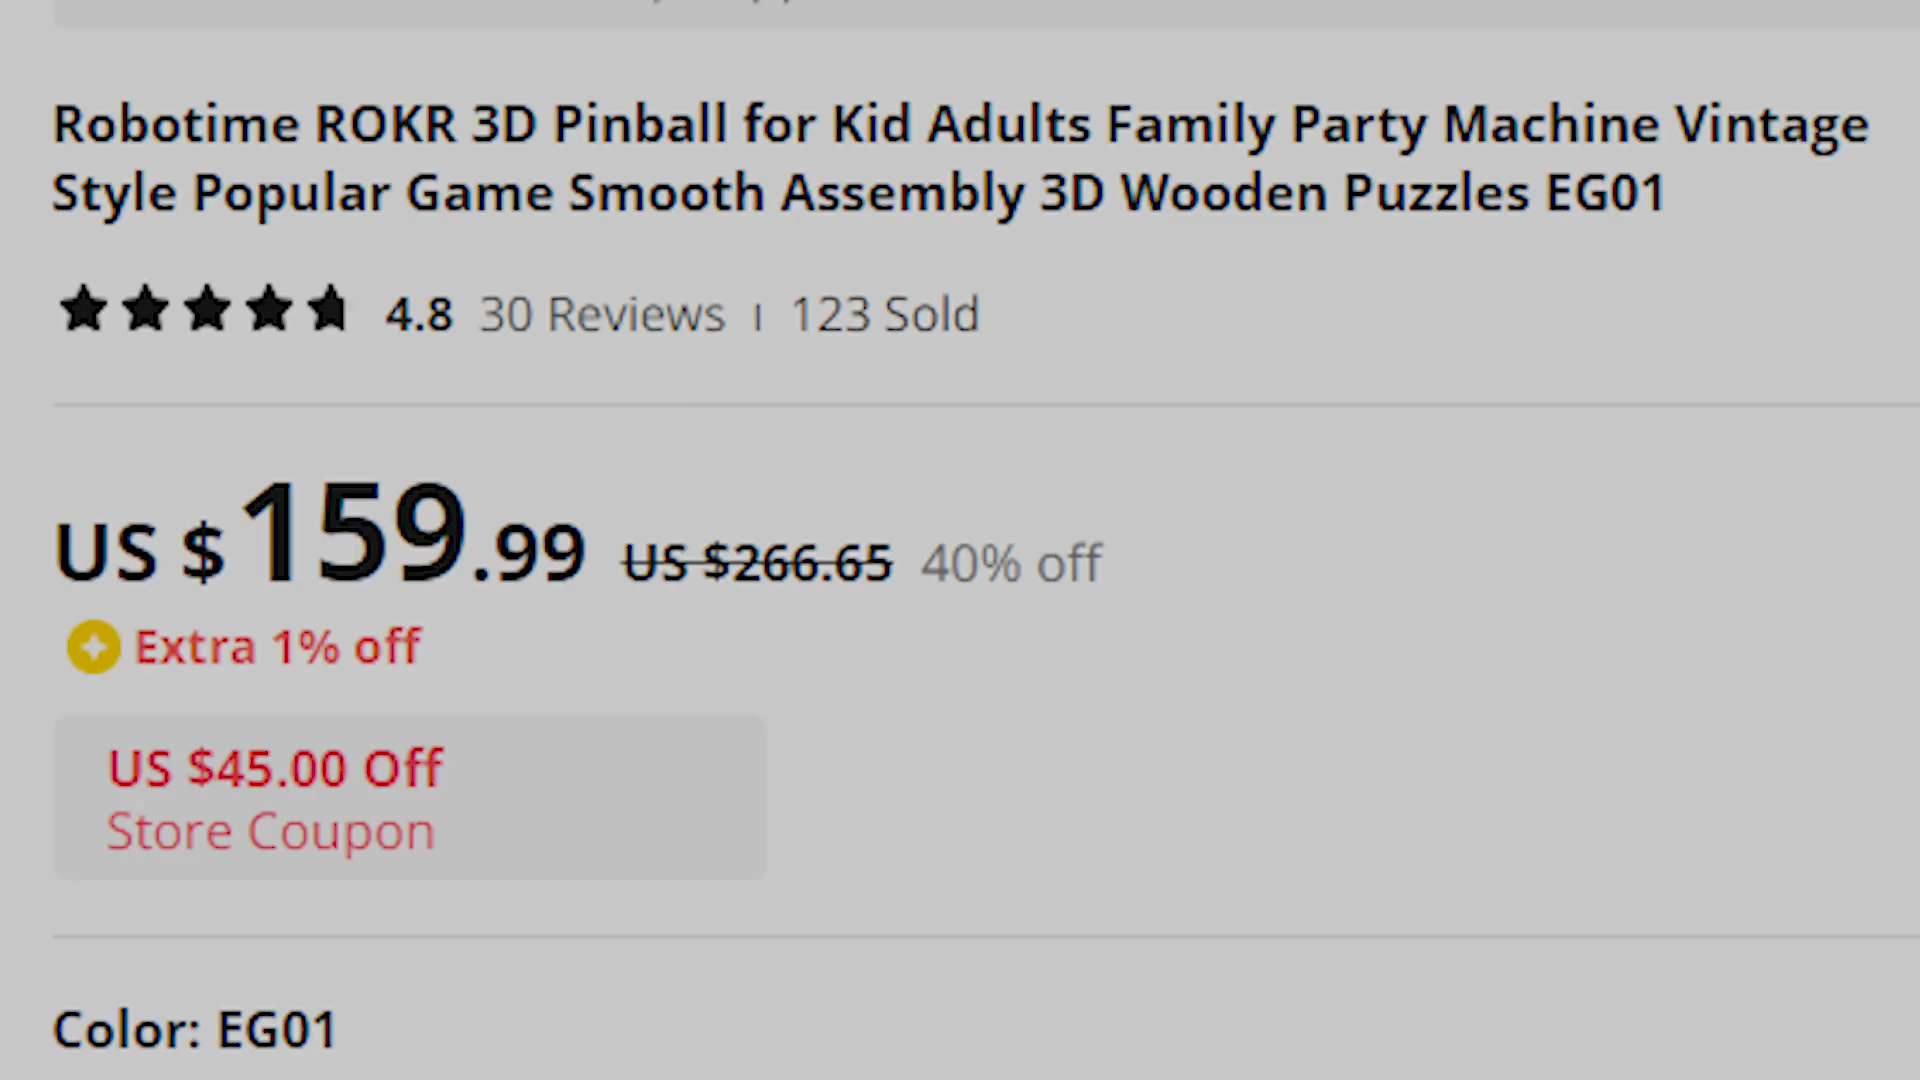 Robotime ROKR 3D Pinball for Kid Adults Family Party Machine Vintage
Style Popular Game Smooth Assembly 3D Wooden Puzzles EG01
4.8 30 Reviews | 123 Sold
US $159.99 US $266.65 40% off
Extra 1% off
US $45.00 Off
Store Coupon
Color: EG01